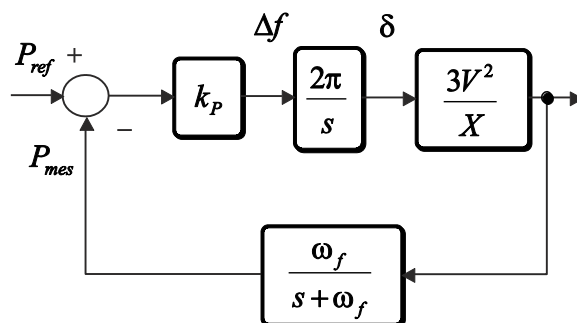 Δf δ
P_ref +
k_P
2π
s
3V²
X
−
P_mes
ω_f
s + ω_f